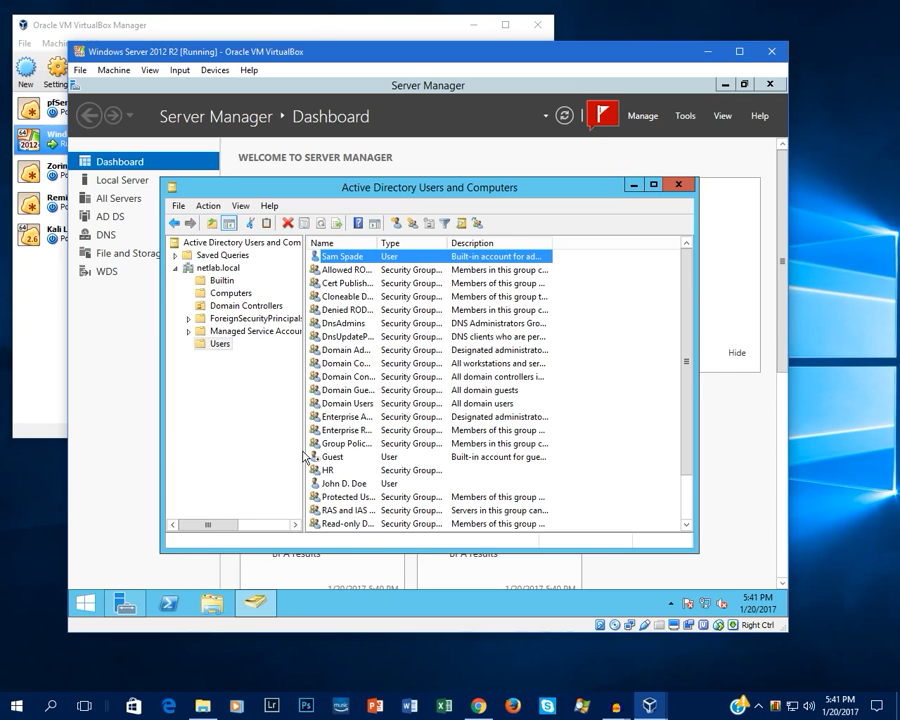 Oracle VM VirtualBox Manager
File Machin
New Settin
pfSen
Po
Wind
Ru
Zorin
Po
Remi
Po
Kali L
Po
Windows Server 2012 R2 [Running] - Oracle VM VirtualBox
File Machine View Input Devices Help
Server Manager
Server Manager • Dashboard
Manage Tools View Help
Dashboard
Local Server
All Servers
AD DS
DNS
File and Storag
WDS
WELCOME TO SERVER MANAGER
Hide
Active Directory Users and Computers
File Action View Help
Active Directory Users and Com
Saved Queries
netlab.local
Builtin
Computers
Domain Controllers
ForeignSecurityPrincipals
Managed Service Accour
Users
Name Type Description
Sam Spade User Built-in account for ad...
Allowed RO... Security Group... Members in this group c...
Cert Publish... Security Group... Members of this group ...
Cloneable D... Security Group... Members of this group t...
Denied ROD... Security Group... Members in this group c...
DnsAdmins Security Group... DNS Administrators Gro...
DnsUpdateP... Security Group... DNS clients who are per...
Domain Ad... Security Group... Designated administrato...
Domain Co... Security Group... All workstations and ser...
Domain Con... Security Group... All domain controllers i...
Domain Gue... Security Group... All domain guests
Domain Users Security Group... All domain users
Enterprise A... Security Group... Designated administrato...
Enterprise R... Security Group... Members of this group ...
Group Polic... Security Group... Members in this group c...
Guest User Built-in account for gue...
HR Security Group...
John D. Doe User
Protected Us... Security Group... Members of this group ...
RAS and IAS ... Security Group... Servers in this group can...
Read-only D... Security Group... Members of this group ...
BPA results BPA results
1/20/2017 5:40 PM 1/20/2017 5:40 PM
5:41 PM
1/20/2017
Right Ctrl
5:41 PM
1/20/2017